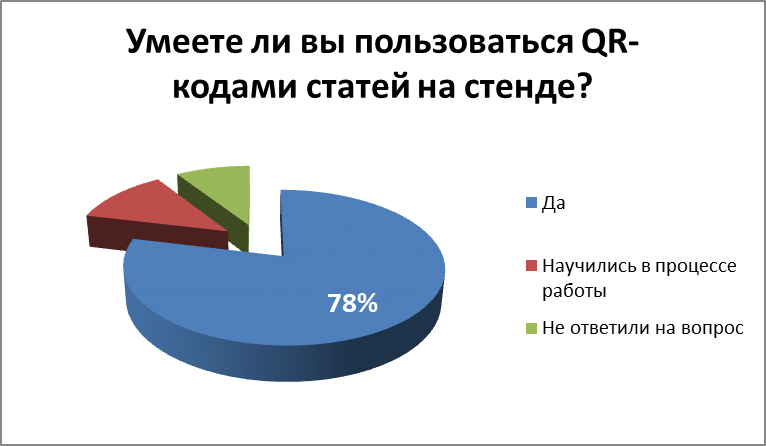 Умеете ли вы пользоваться QR-
кодами статей на стенде?
78%
Да
Научились в процессе
работы
Не ответили на вопрос